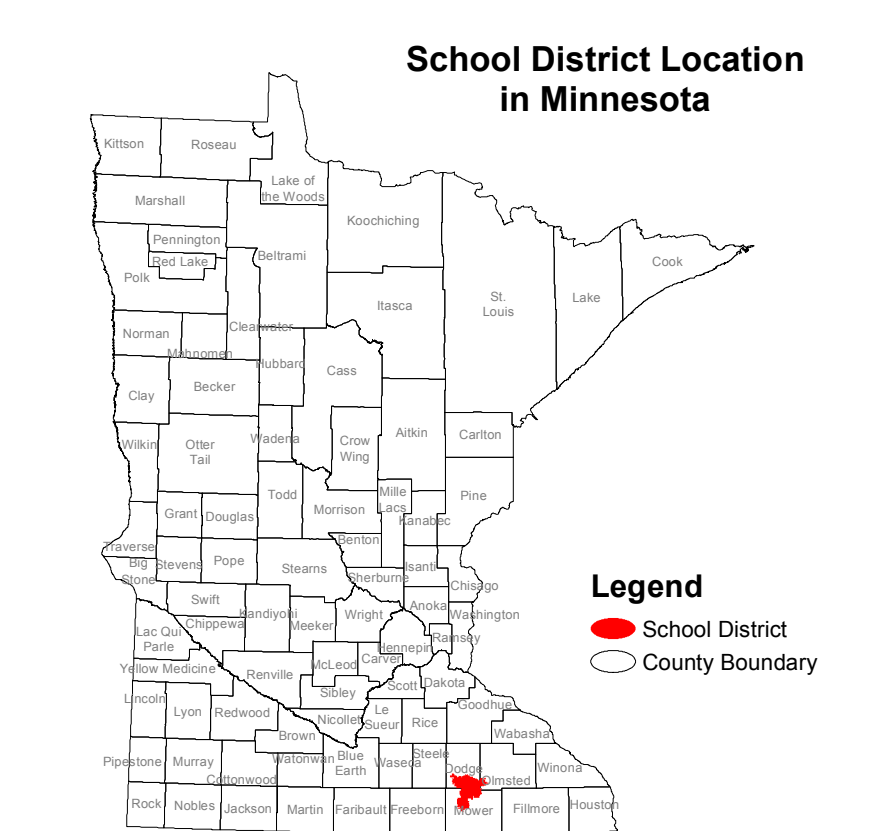 School District Location
in Minnesota
Kittson
Roseau
Lake of
the Woods
Marshall
Koochiching
Pennington
Red Lake
Beltrami
Polk
Cook
St.
Louis
Lake
Itasca
Norman
Clearwater
Mahnomen
Hubbard
Cass
Clay
Becker
Wilkin
Otter
Tail
Wadena
Crow
Wing
Aitkin
Carlton
Todd
Mille
Lacs
Pine
Grant
Douglas
Morrison
Kanabec
Traverse
Benton
Big
Stone
Stevens
Pope
Stearns
Isanti
Sherburne
Chisago
Swift
Kandiyohi
Anoka
Washington
Chippewa
Meeker
Wright
Lac Qui
Parle
Hennepin
Ramsey
Yellow Medicine
Renville
McLeod
Carver
Scott
Dakota
Sibley
Lincoln
Lyon
Redwood
Nicollet
Le
Sueur
Rice
Goodhue
Brown
Wabasha
Pipestone
Murray
Cottonwood
Watonwan
Blue
Earth
Waseca
Steele
Dodge
Olmsted
Winona
Rock
Nobles
Jackson
Martin
Faribault
Freeborn
Mower
Fillmore
Houston
Legend
School District
County Boundary